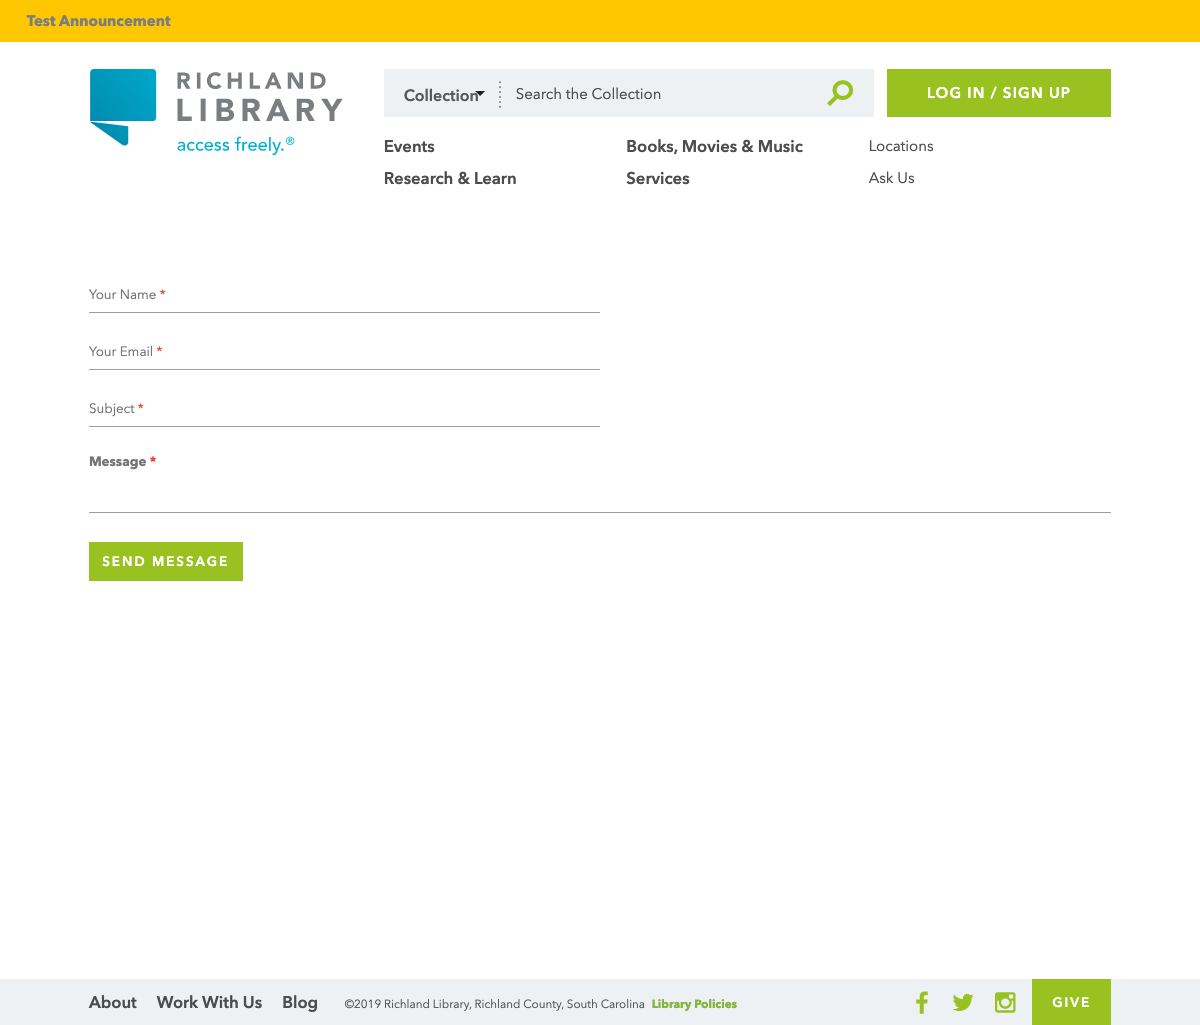 Test Announcement
RICHLAND
LIBRARY
access freely.®
Collection
Search the Collection
LOG IN / SIGN UP
Events
Books, Movies & Music
Locations
Research & Learn
Services
Ask Us
Your Name *
Your Email *
Subject *
Message *
SEND MESSAGE
About Work With Us Blog ©2019 Richland Library, Richland County, South Carolina Library Policies GIVE